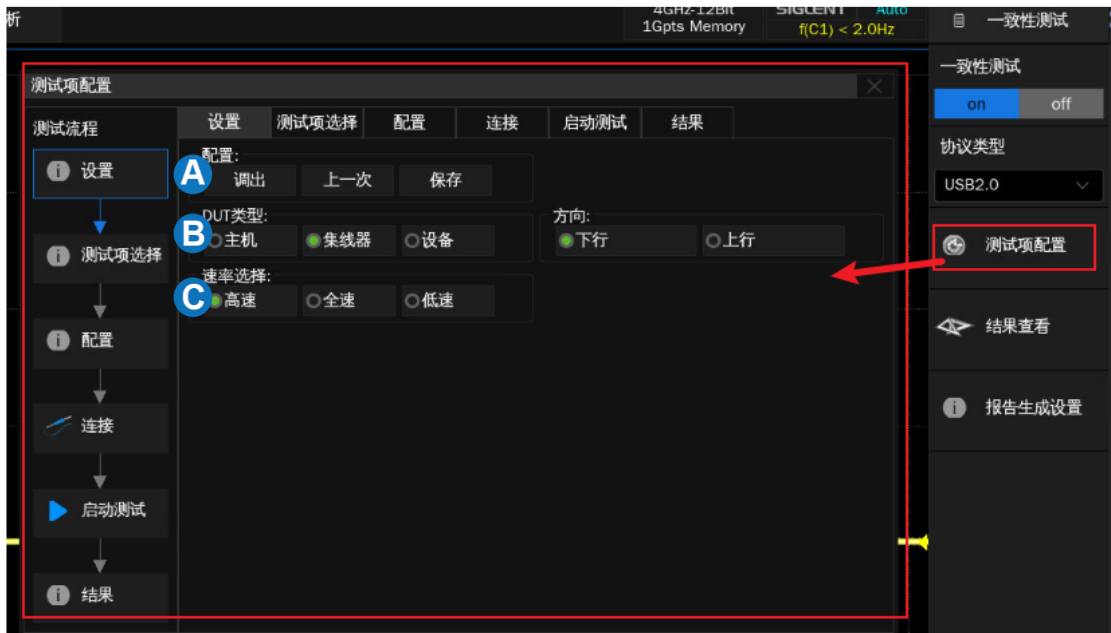 析
4GHz-12Bit
1Gpts Memory
SIGLENT Auto
f(C1) < 2.0Hz
一致性测试
测试项配置
测试流程
设置
测试项选择
配置
连接
启动测试
结果
设置 测试项选择 配置 连接 启动测试 结果
配置:
A
调出 上一次 保存
DUT类型:
B
主机 集线器 设备
方向:
下行 上行
速率选择:
C
高速 全速 低速
一致性测试
on off
协议类型
USB2.0
测试项配置
结果查看
报告生成设置